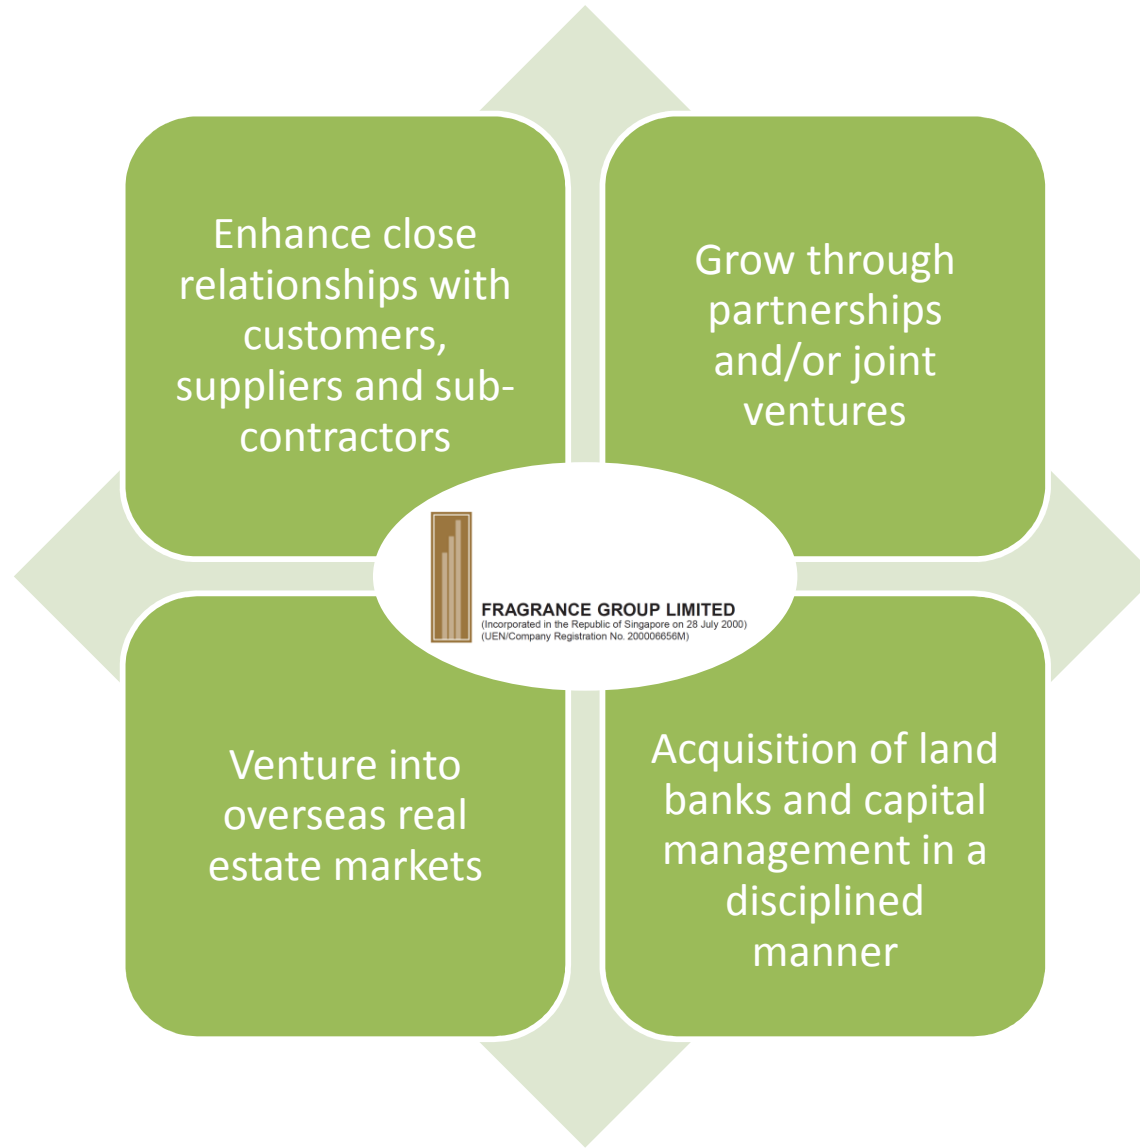 Enhance close
relationships with
customers,
suppliers and sub-
contractors
Grow through
partnerships
and/or joint
ventures
FRAGRANCE GROUP LIMITED
(Incorporated in the Republic of Singapore on 28 July 2000)
(UEN/Company Registration No. 200006656M)
Venture into
overseas real
estate markets
Acquisition of land
banks and capital
management in a
disciplined
manner